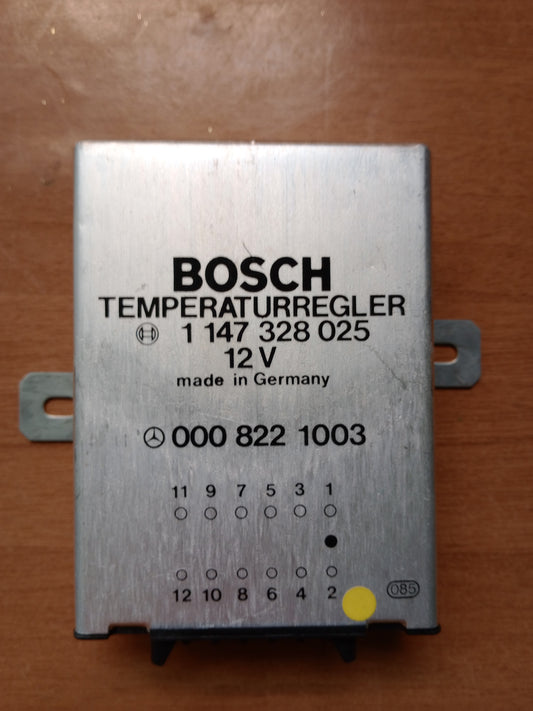 BOSCH
TEMPERATURREGLER
1 147 328 025
12 V
made in Germany
000 822 1003
11 9 7 5 3 1
12 10 8 6 4 2
085